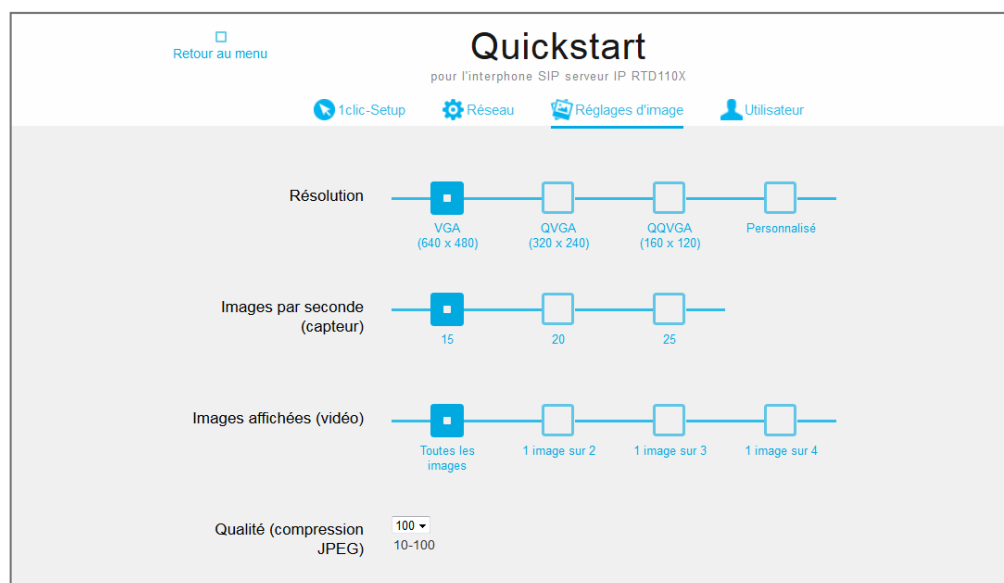 Retour au menu
Quickstart
pour l'interphone SIP serveur IP RTD110X
1clic-Setup
Réseau
Réglages d'image
Utilisateur
Résolution
VGA
(640 x 480)
QVGA
(320 x 240)
QQVGA
(160 x 120)
Personnalisé
Images par seconde
(capteur)
15
20
25
Images affichées (vidéo)
Toutes les
images
1 image sur 2
1 image sur 3
1 image sur 4
Qualité (compression
JPEG)
100
10-100